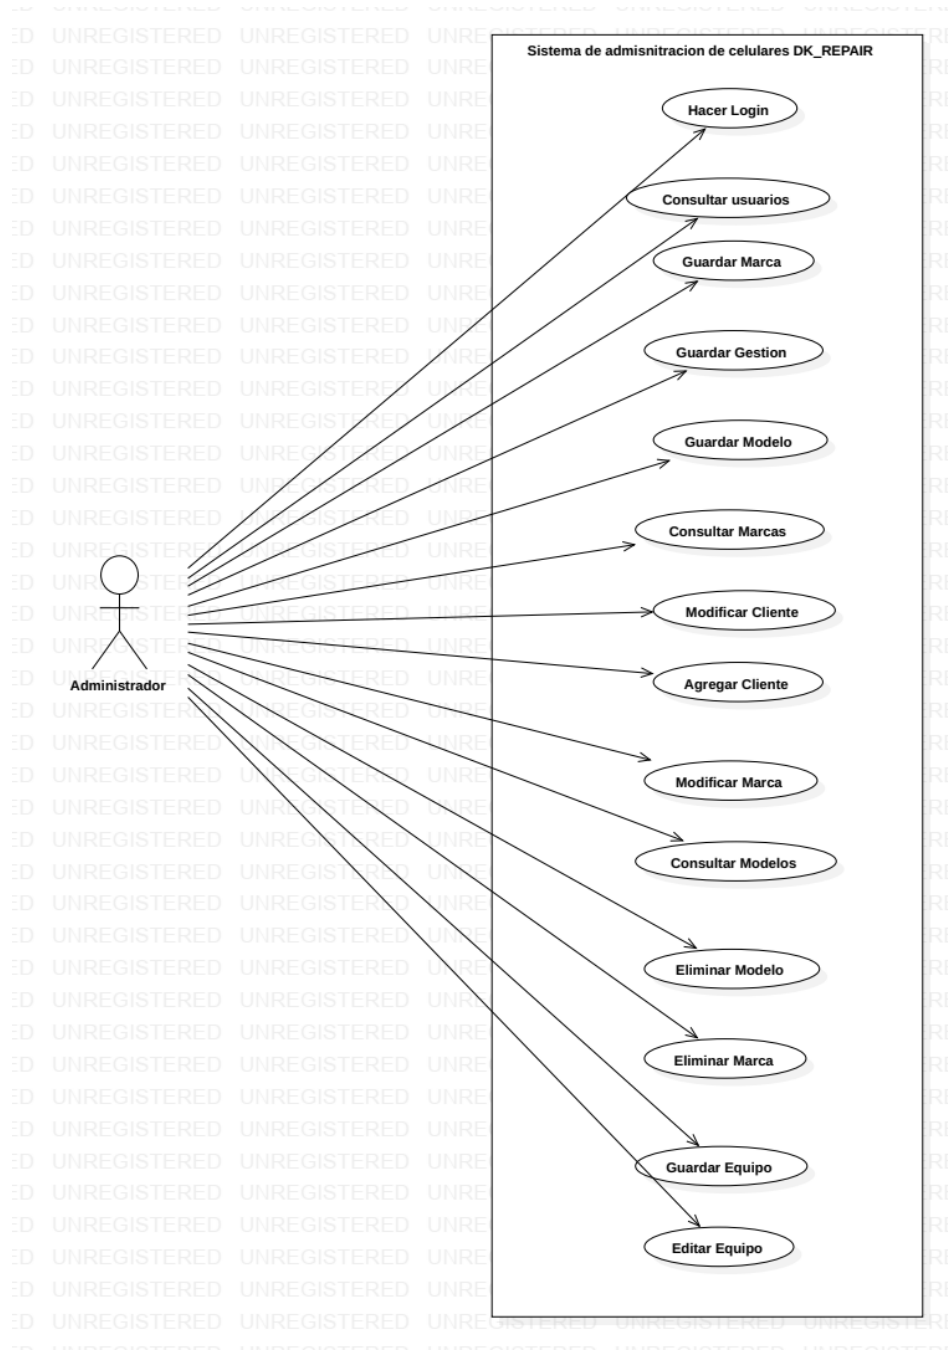 Sistema de admisnitracion de celulares DK_REPAIR
Hacer Login
Consultar usuarios
Guardar Marca
Guardar Gestion
Guardar Modelo
Consultar Marcas
Modificar Cliente
Administrador
Agregar Cliente
Modificar Marca
Consultar Modelos
Eliminar Modelo
Eliminar Marca
Guardar Equipo
Editar Equipo
UNREGISTERED